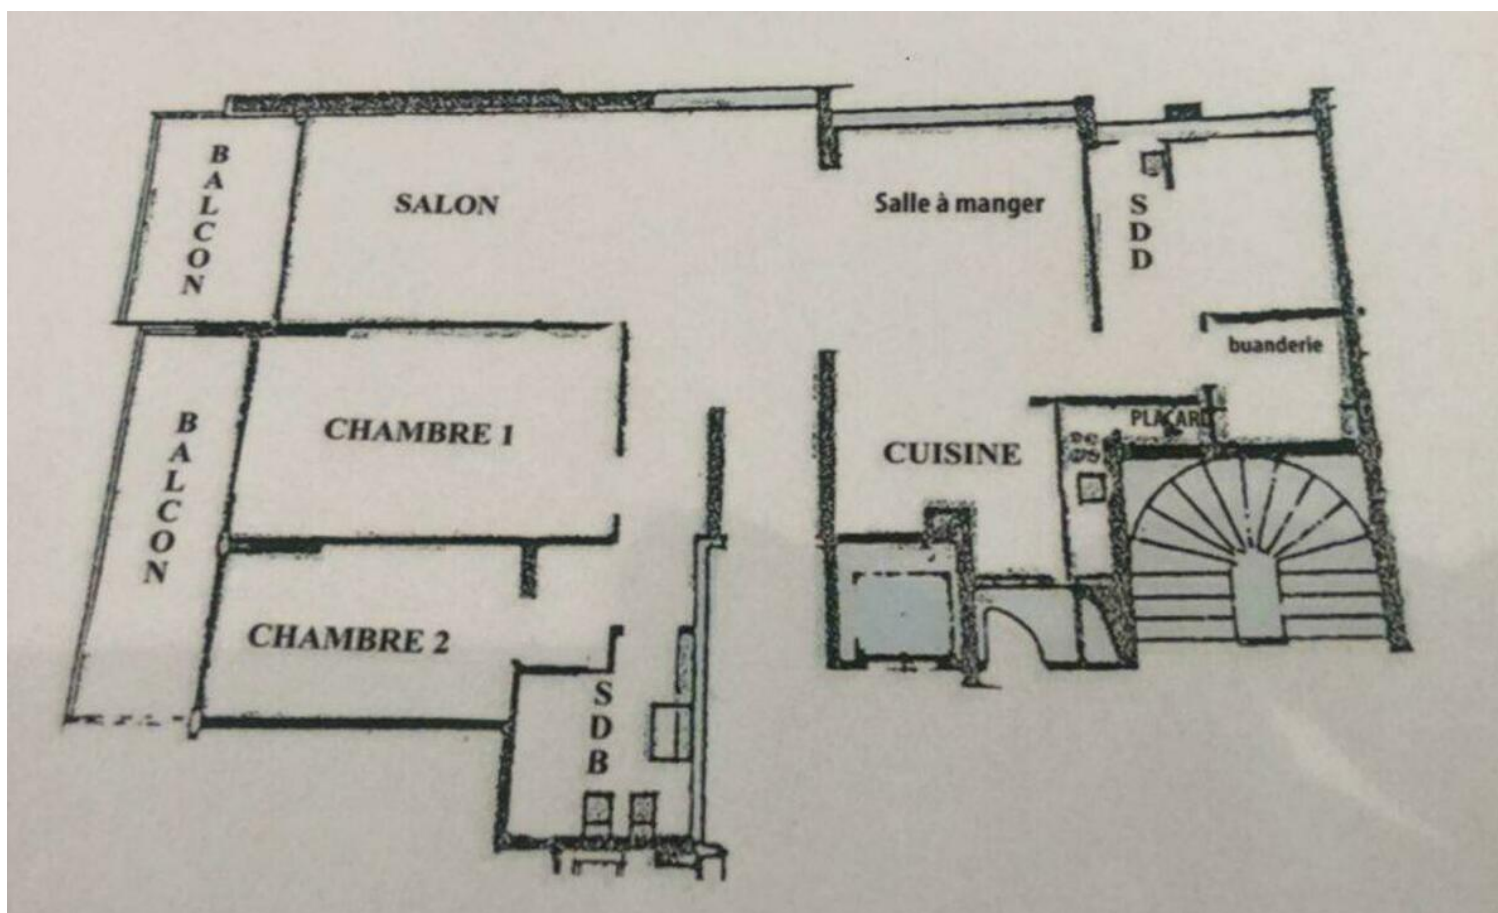 BALCON
SALON
Salle à manger
SDD
buanderie
BALCON
CHAMBRE 1
PLACARD
CUISINE
CHAMBRE 2
SDB